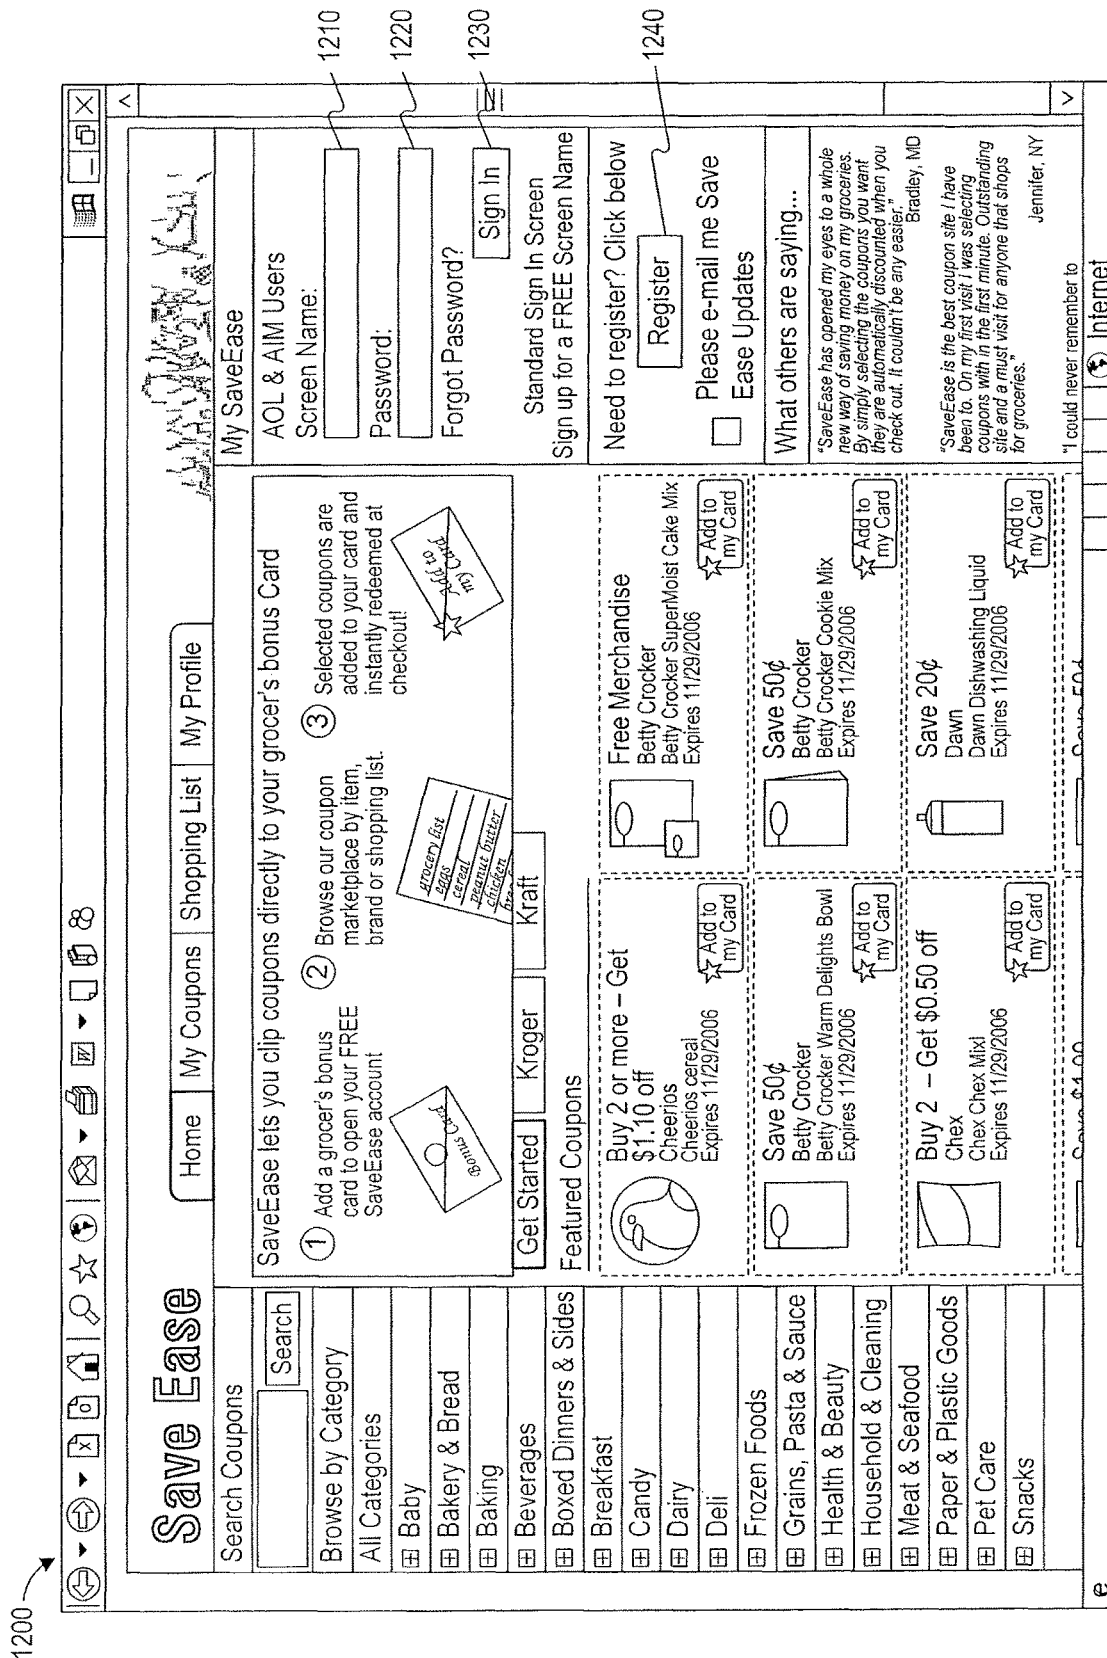 1200
Save Ease
Home
My Coupons
Shopping List
My Profile
Search Coupons
Search
Browse by Category
All Categories
Baby
Bakery & Bread
Baking
Beverages
Boxed Dinners & Sides
Breakfast
Candy
Dairy
Deli
Frozen Foods
Grains, Pasta & Sauce
Health & Beauty
Household & Cleaning
Meat & Seafood
Paper & Plastic Goods
Pet Care
Snacks
SaveEase lets you clip coupons directly to your grocer's bonus Card
1 Add a grocer's bonus
card to open your FREE
SaveEase account
Bonus Card
2 Browse our coupon
marketplace by item,
brand or shopping list.
grocery list
eggs
cereal
peanut butter
chicken
3 Selected coupons are
added to your card and
instantly redeemed at
checkout!
Add to
my Card
Get Started
Kroger
Kraft
Featured Coupons
Buy 2 or more – Get
$1.10 off
Cheerios
Cheerios cereal
Expires 11/29/2006
Add to
my Card
Free Merchandise
Betty Crocker
Betty Crocker SuperMoist Cake Mix
Expires 11/29/2006
Add to
my Card
Save 50¢
Betty Crocker
Betty Crocker Warm Delights Bowl
Expires 11/29/2006
Add to
my Card
Save 50¢
Betty Crocker
Betty Crocker Cookie Mix
Expires 11/29/2006
Add to
my Card
Buy 2 – Get $0.50 off
Chex
Chex Chex Mixl
Expires 11/29/2006
Add to
my Card
Save 20¢
Dawn
Dawn Dishwashing Liquid
Expires 11/29/2006
Add to
my Card
Save $1.00
Save 50¢
My SaveEase
AOL & AIM Users
Screen Name:
1210
Password:
1220
Forgot Password?
Sign In
1230
Standard Sign In Screen
Sign up for a FREE Screen Name
Need to register? Click below
Register
1240
Please e-mail me Save
Ease Updates
What others are saying...
"SaveEase has opened my eyes to a whole
new way of saving money on my groceries.
By simply selecting the coupons you want
they are automatically discounted when you
check out. It couldn't be any easier."
Bradley, MD
"SaveEase is the best coupon site I have
been to. On my first visit I was selecting
coupons with in the first minute. Outstanding
site and a must visit for anyone that shops
for groceries."
Jennifer, NY
"I could never remember to
e
Internet